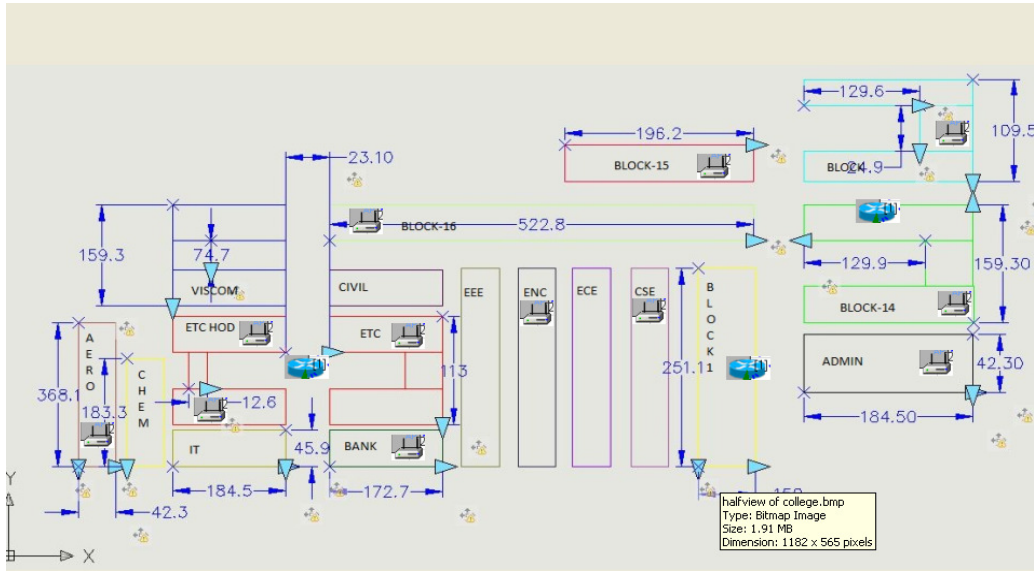 129.6
109.5
196.2
23.10
BLOCK-15
BLOCK
24.9
BLOCK-16
522.8
159.3
74.7
129.9
159.30
VISCOM
CIVIL
EEE
ENC
ECE
CSE
BLOCK1
BLOCK-14
ETC HOD
ETC
AERO
CHEM
368.1
183.3
12.6
113
251.1
ADMIN
42.30
184.50
IT
45.9
BANK
184.5
172.7
42.3
Y
X
halfview of college.bmp
Type: Bitmap Image
Size: 1.91 MB
Dimension: 1182 x 565 pixels